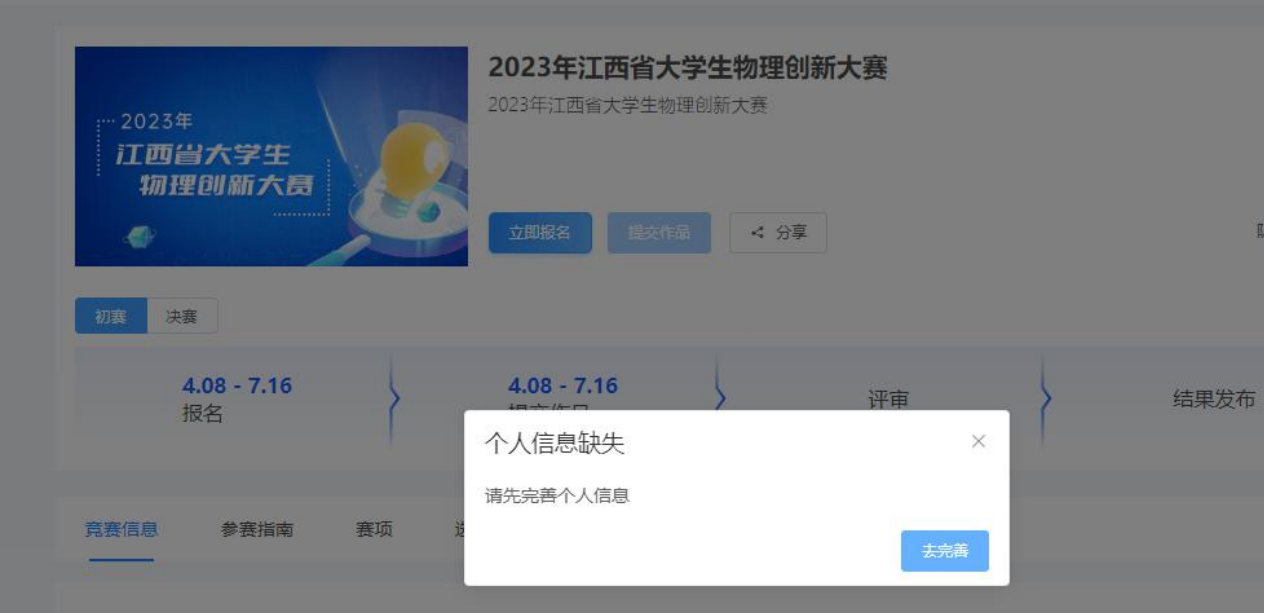 2023年
江西省大学生
物理创新大赛
2023年江西省大学生物理创新大赛
2023年江西省大学生物理创新大赛
立即报名
提交作品
分享
初赛
决赛
4.08 - 7.16
报名
4.08 - 7.16
评审
结果发布
个人信息缺失
请先完善个人信息
去完善
竞赛信息
参赛指南
赛项